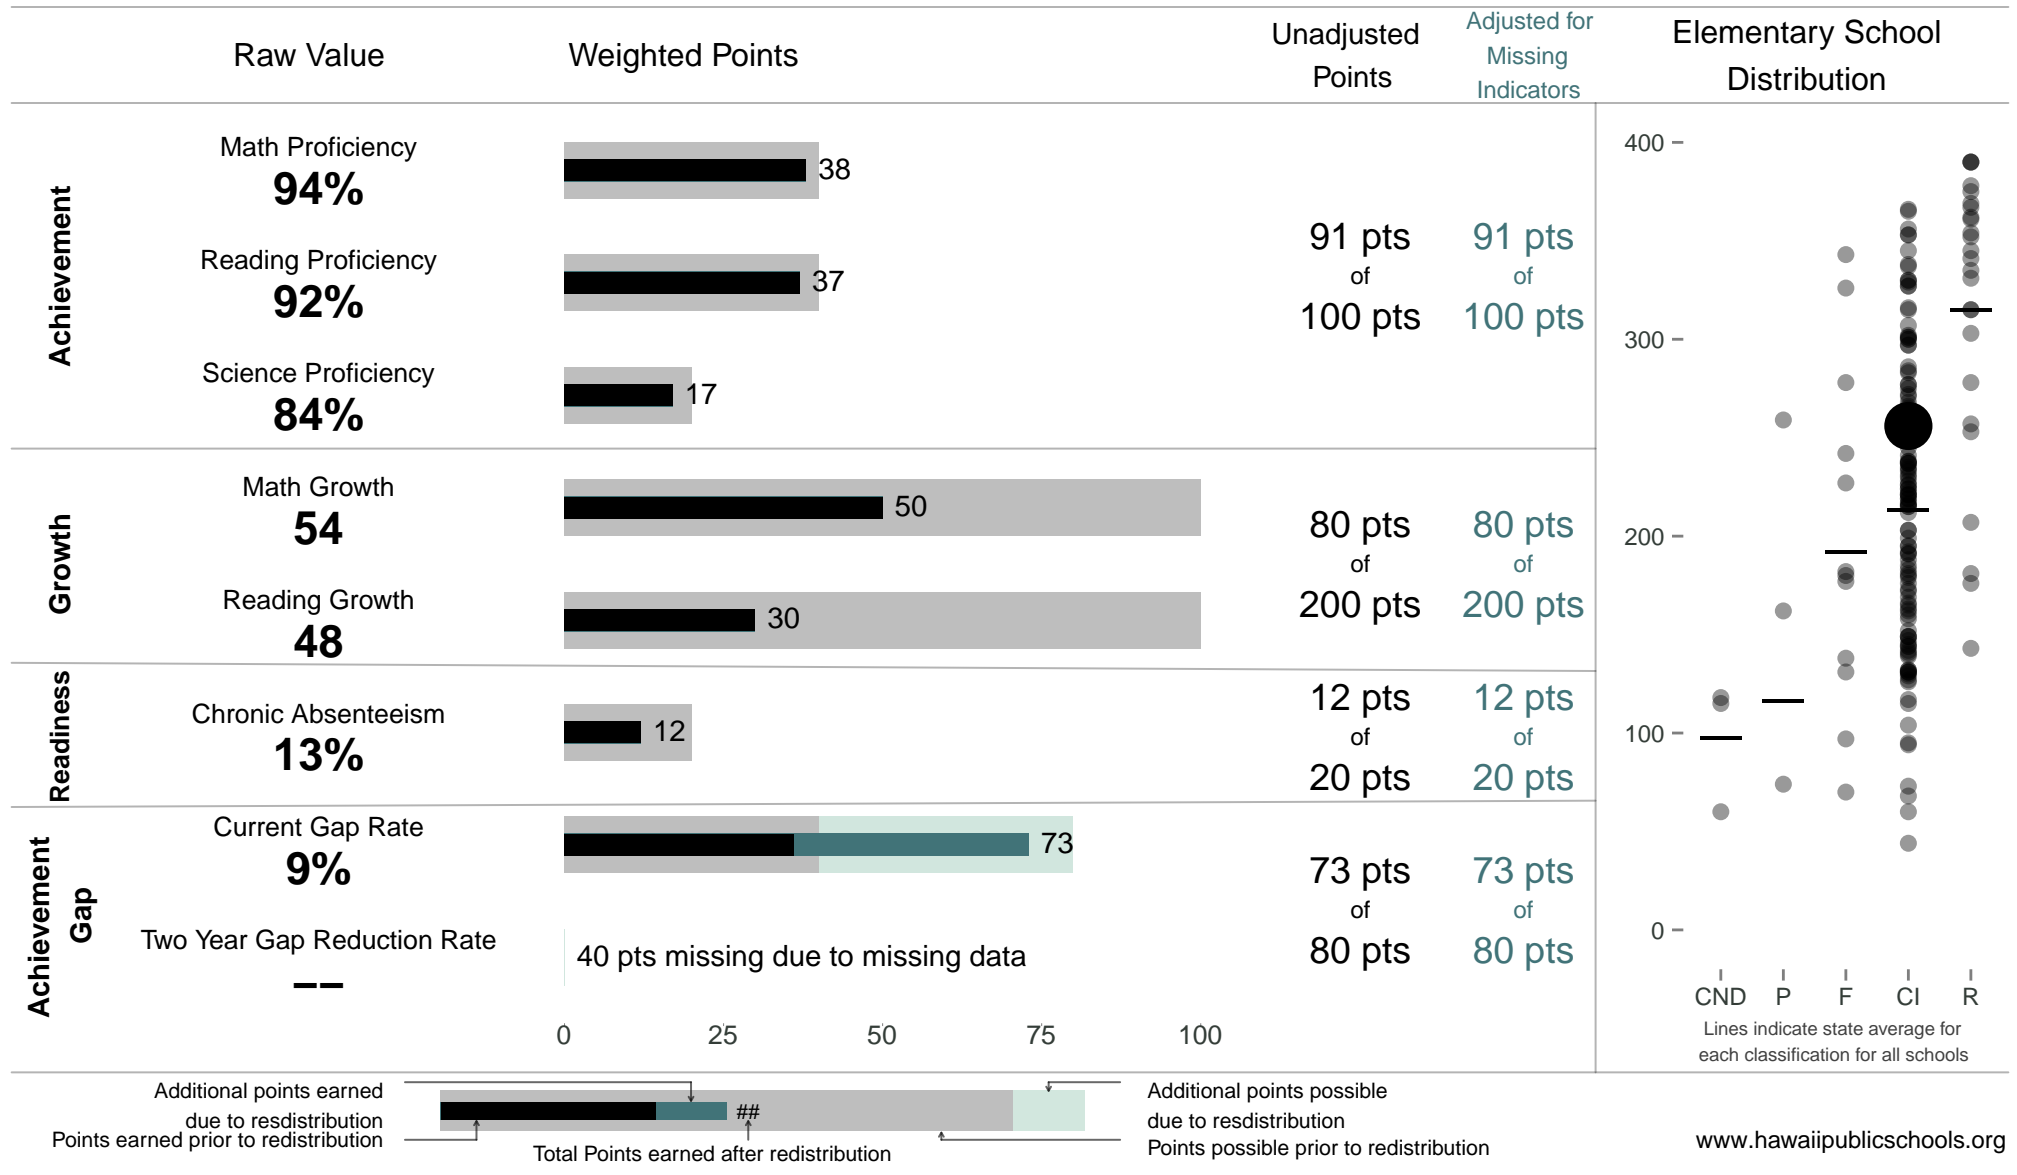 Raw Value
Weighted Points
Unadjusted
Points
Adjusted for
Missing
Indicators
Elementary School
Distribution
Achievement
Math Proficiency
94%
38
Reading Proficiency
92%
37
Science Proficiency
84%
17
91 pts
of
100 pts
91 pts
of
100 pts
Growth
Math Growth
54
50
Reading Growth
48
30
80 pts
of
200 pts
80 pts
of
200 pts
Readiness
Chronic Absenteeism
13%
12
12 pts
of
20 pts
12 pts
of
20 pts
Achievement
Gap
Current Gap Rate
9%
73
Two Year Gap Reduction Rate
––
40 pts missing due to missing data
73 pts
of
80 pts
73 pts
of
80 pts
0 25 50 75 100
400
300
200
100
0
CND P F CI R
Lines indicate state average for
each classification for all schools
Additional points earned
due to resdistribution
Points earned prior to redistribution
##
Total Points earned after redistribution
Additional points possible
due to resdistribution
Points possible prior to redistribution
www.hawaiipublicschools.org